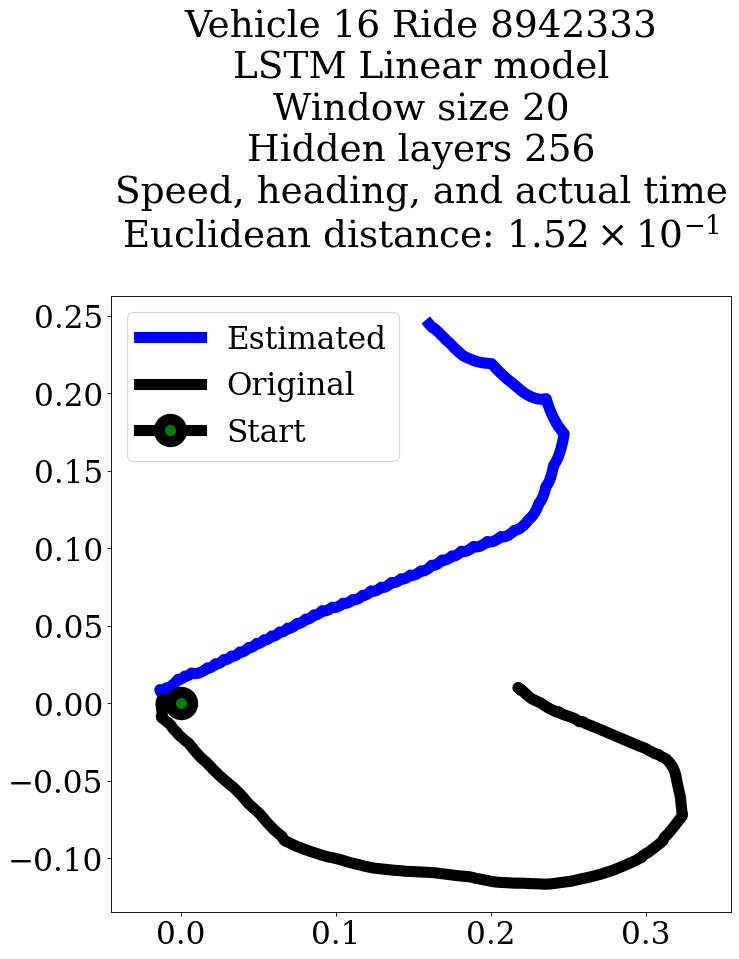 Vehicle 16 Ride 8942333
LSTM Linear model
Window size 20
Hidden layers 256
Speed, heading, and actual time
Euclidean distance: 1.52 × 10⁻¹
Estimated
Original
Start
0.25
0.20
0.15
0.10
0.05
0.00
−0.05
−0.10
0.0 0.1 0.2 0.3